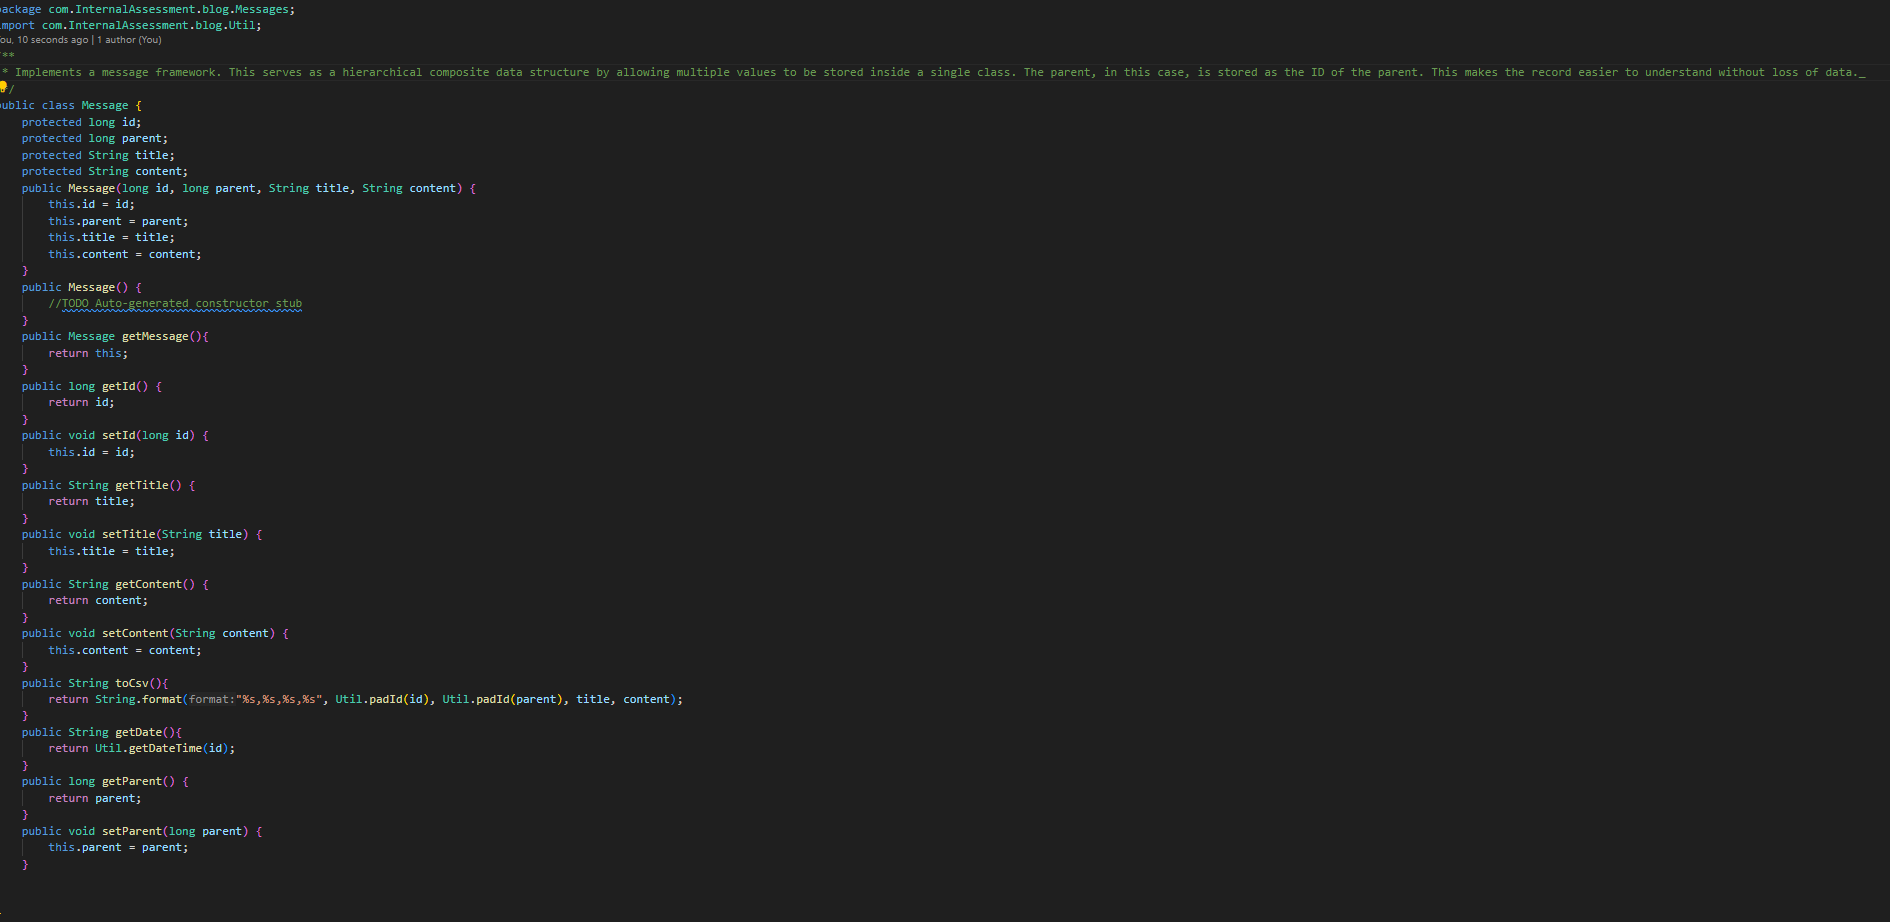 package com.InternalAssessment.blog.Messages;
import com.InternalAssessment.blog.Util;
You, 10 seconds ago | 1 author (You)
/**
* Implements a message framework. This serves as a hierarchical composite data structure by allowing multiple values to be stored inside a single class. The parent, in this case, is stored as the ID of the parent. This makes the record easier to understand without loss of data._
*/
public class Message {
protected long id;
protected long parent;
protected String title;
protected String content;
public Message(long id, long parent, String title, String content) {
this.id = id;
this.parent = parent;
this.title = title;
this.content = content;
}
public Message() {
//TODO Auto-generated constructor stub
}
public Message getMessage(){
return this;
}
public long getId() {
return id;
}
public void setId(long id) {
this.id = id;
}
public String getTitle() {
return title;
}
public void setTitle(String title) {
this.title = title;
}
public String getContent() {
return content;
}
public void setContent(String content) {
this.content = content;
}
public String toCsv(){
return String.format(format:"%s,%s,%s,%s", Util.padId(id), Util.padId(parent), title, content);
}
public String getDate(){
return Util.getDateTime(id);
}
public long getParent() {
return parent;
}
public void setParent(long parent) {
this.parent = parent;
}